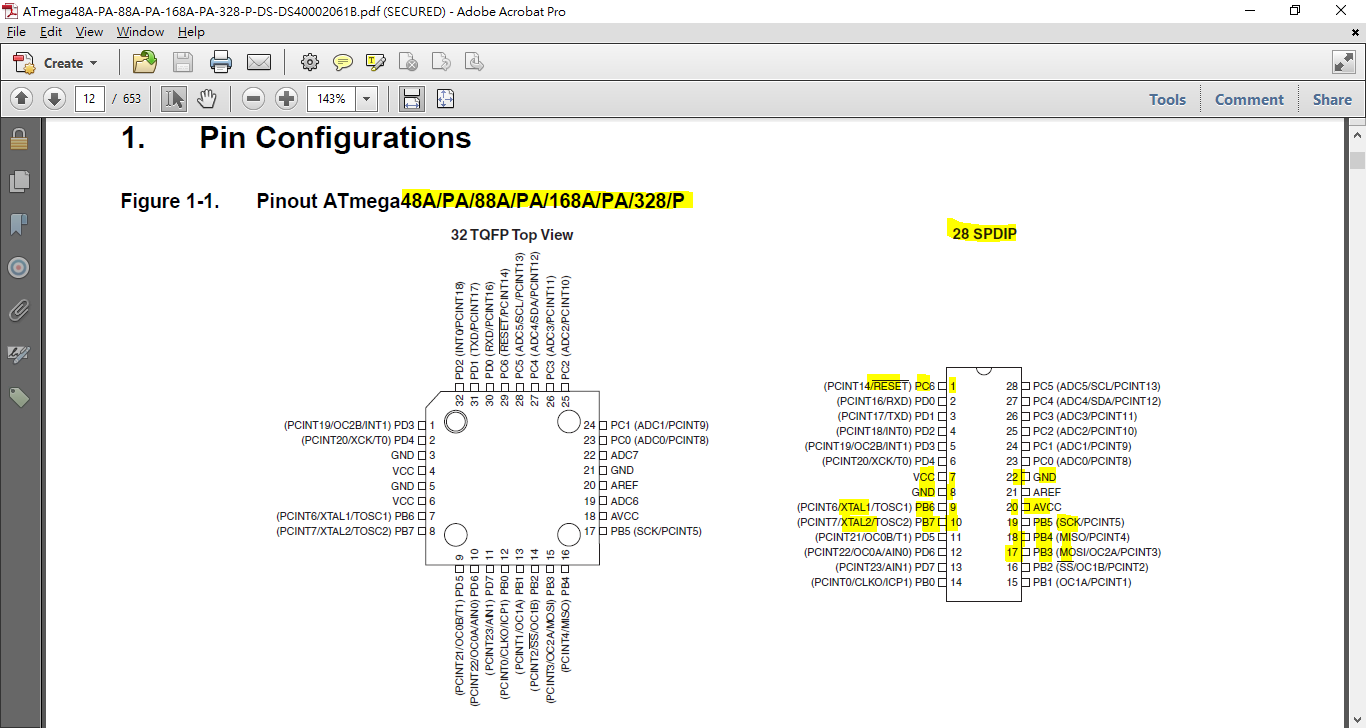 ATmega48A-PA-88A-PA-168A-PA-328-P-DS-DS40002061B.pdf (SECURED) - Adobe Acrobat Pro
File Edit View Window Help
Create
12 / 653
143%
Tools Comment Share
1. Pin Configurations
Figure 1-1. Pinout ATmega48A/PA/88A/PA/168A/PA/328/P
32 TQFP Top View
PD2 (INT0/PCINT18)
PD1 (TXD/PCINT17)
PD0 (RXD/PCINT16)
PC6 (RESET/PCINT14)
PC5 (ADC5/SCL/PCINT13)
PC4 (ADC4/SDA/PCINT12)
PC3 (ADC3/PCINT11)
PC2 (ADC2/PCINT10)
32 31 30 29 28 27 26 25
(PCINT19/OC2B/INT1) PD3 1
(PCINT20/XCK/T0) PD4 2
GND 3
VCC 4
GND 5
VCC 6
(PCINT6/XTAL1/TOSC1) PB6 7
(PCINT7/XTAL2/TOSC2) PB7 8
24 PC1 (ADC1/PCINT9)
23 PC0 (ADC0/PCINT8)
22 ADC7
21 GND
20 AREF
19 ADC6
18 AVCC
17 PB5 (SCK/PCINT5)
9 10 11 12 13 14 15 16
(PCINT21/OC0B/T1) PD5
(PCINT22/OC0A/AIN0) PD6
(PCINT23/AIN1) PD7
(PCINT0/CLKO/ICP1) PB0
(PCINT1/OC1A) PB1
(PCINT2/SS/OC1B) PB2
(PCINT3/OC2A/MOSI) PB3
(PCINT4/MISO) PB4
28 SPDIP
(PCINT14/RESET) PC6 1
(PCINT16/RXD) PD0 2
(PCINT17/TXD) PD1 3
(PCINT18/INT0) PD2 4
(PCINT19/OC2B/INT1) PD3 5
(PCINT20/XCK/T0) PD4 6
VCC 7
GND 8
(PCINT6/XTAL1/TOSC1) PB6 9
(PCINT7/XTAL2/TOSC2) PB7 10
(PCINT21/OC0B/T1) PD5 11
(PCINT22/OC0A/AIN0) PD6 12
(PCINT23/AIN1) PD7 13
(PCINT0/CLKO/ICP1) PB0 14
28 PC5 (ADC5/SCL/PCINT13)
27 PC4 (ADC4/SDA/PCINT12)
26 PC3 (ADC3/PCINT11)
25 PC2 (ADC2/PCINT10)
24 PC1 (ADC1/PCINT9)
23 PC0 (ADC0/PCINT8)
22 GND
21 AREF
20 AVCC
19 PB5 (SCK/PCINT5)
18 PB4 (MISO/PCINT4)
17 PB3 (MOSI/OC2A/PCINT3)
16 PB2 (SS/OC1B/PCINT2)
15 PB1 (OC1A/PCINT1)